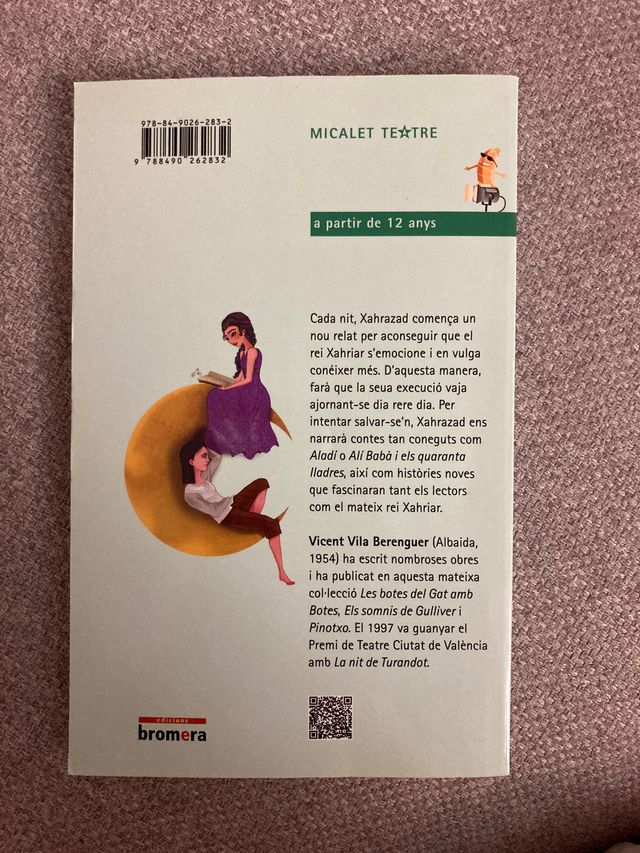 978-84-9026-283-2
9 788490 262832
MICALET TE☆TRE
a partir de 12 anys
Cada nit, Xahrazad comença un
nou relat per aconseguir que el
rei Xahriar s'emocione i en vulga
conéixer més. D'aquesta manera,
farà que la seua execució vaja
ajornant-se dia rere dia. Per
intentar salvar-se'n, Xahrazad ens
narrarà contes tan coneguts com
Aladí o Alí Babà i els quaranta
lladres, així com històries noves
que fascinaran tant els lectors
com el mateix rei Xahriar.
Vicent Vila Berenguer (Albaida,
1954) ha escrit nombroses obres
i ha publicat en aquesta mateixa
col·lecció Les botes del Gat amb
Botes, Els somnis de Gulliver i
Pinotxo. El 1997 va guanyar el
Premi de Teatre Ciutat de València
amb La nit de Turandot.
edicions
bromera